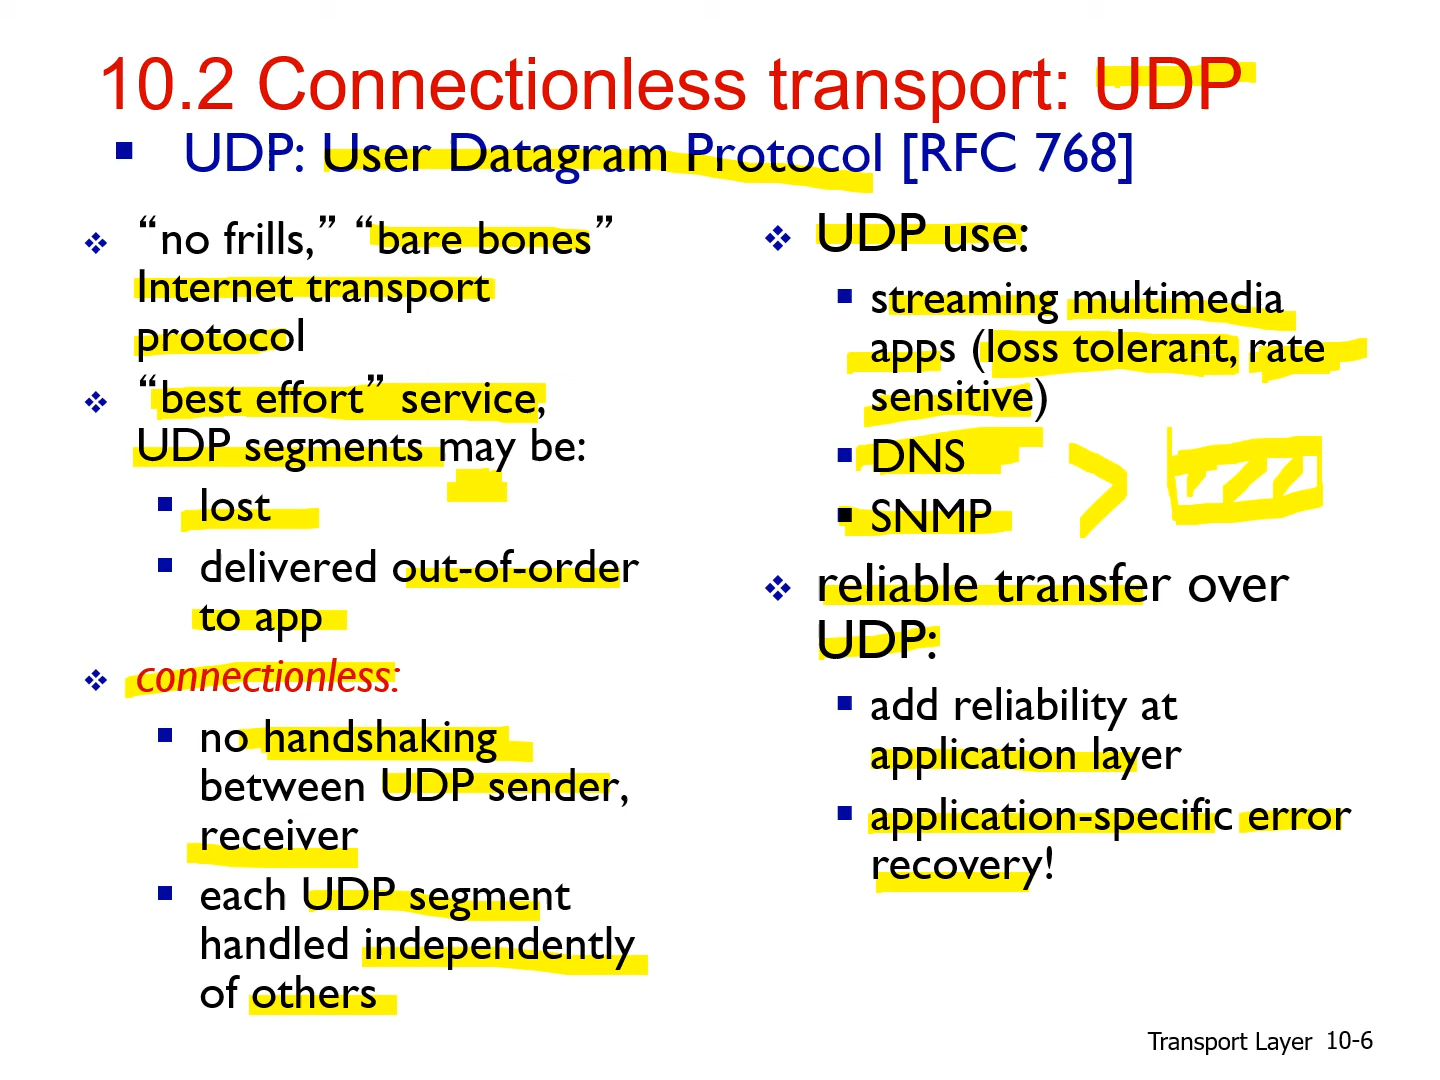 10.2 Connectionless transport: UDP
UDP: User Datagram Protocol [RFC 768]
“no frills,” “bare bones”
Internet transport
protocol
“best effort” service,
UDP segments may be:
lost
delivered out-of-order
to app
connectionless:
no handshaking
between UDP sender,
receiver
each UDP segment
handled independently
of others
UDP use:
streaming multimedia
apps (loss tolerant, rate
sensitive)
DNS
SNMP
reliable transfer over
UDP:
add reliability at
application layer
application-specific error
recovery!
Transport Layer 10-6